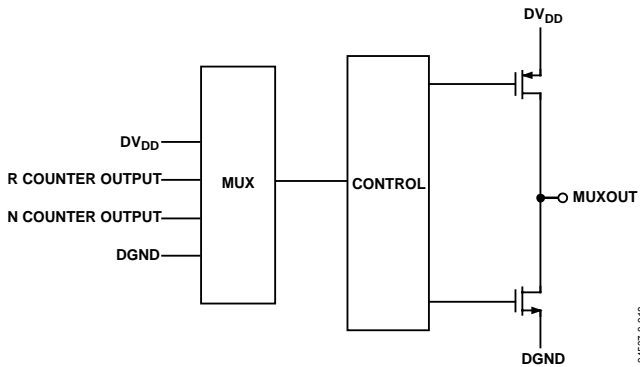 DVDD
DVDD
R COUNTER OUTPUT
N COUNTER OUTPUT
DGND
MUX
CONTROL
MUXOUT
DGND